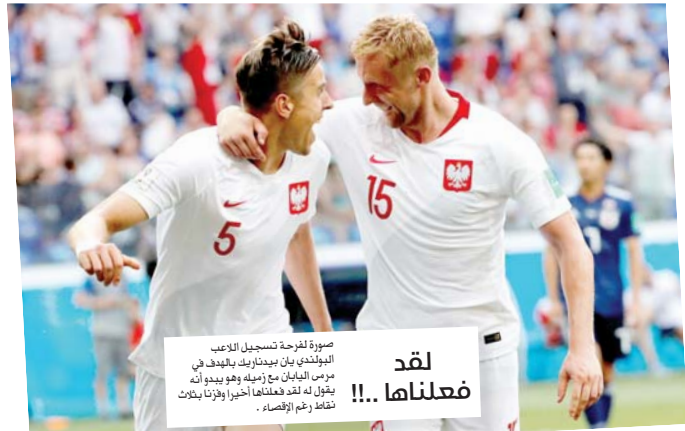 لقد
فعلناها ..!!
صورة لفرحة تسجيل اللاعب
البولندي يان بيدناريك بالهدف في
مرمى اليابان مع زميله وهو يبدو أنه
يقول له لقد فعلناها أخيرا وفزنا بثلاث
نقاط رغم الإقصاء .
5
15
7